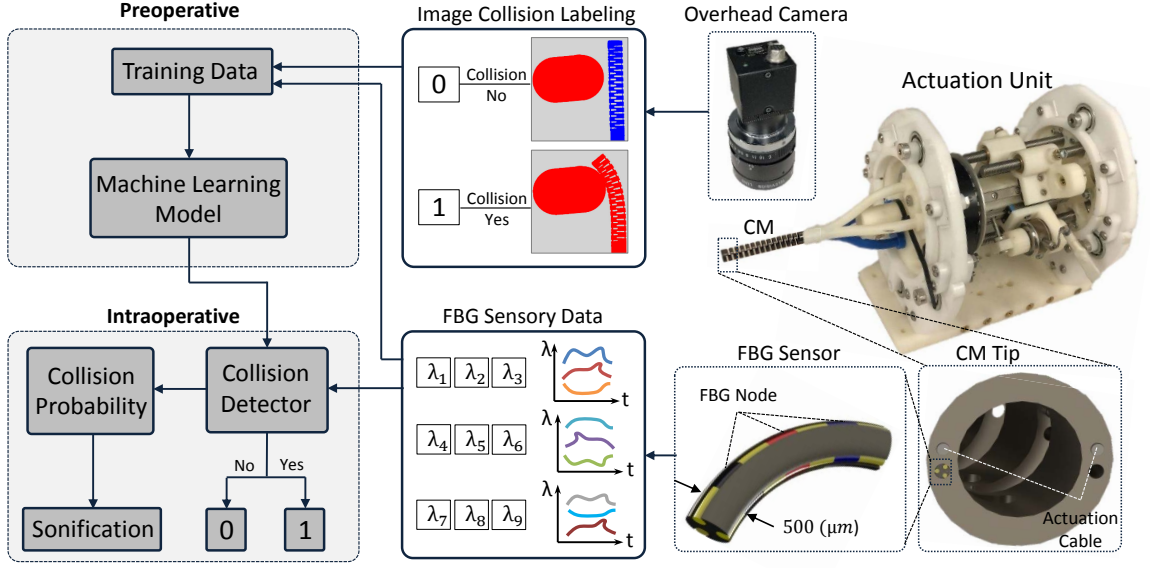 Preoperative
Training Data
Machine Learning
Model
Image Collision Labeling
0
Collision
No
1
Collision
Yes
Overhead Camera
Actuation Unit
CM
Intraoperative
Collision
Probability
Collision
Detector
No
Yes
Sonification
0
1
FBG Sensory Data
λ1 λ2 λ3
λ
t
λ4 λ5 λ6
λ
t
λ7 λ8 λ9
λ
t
FBG Sensor
FBG Node
500 (μm)
CM Tip
Actuation
Cable